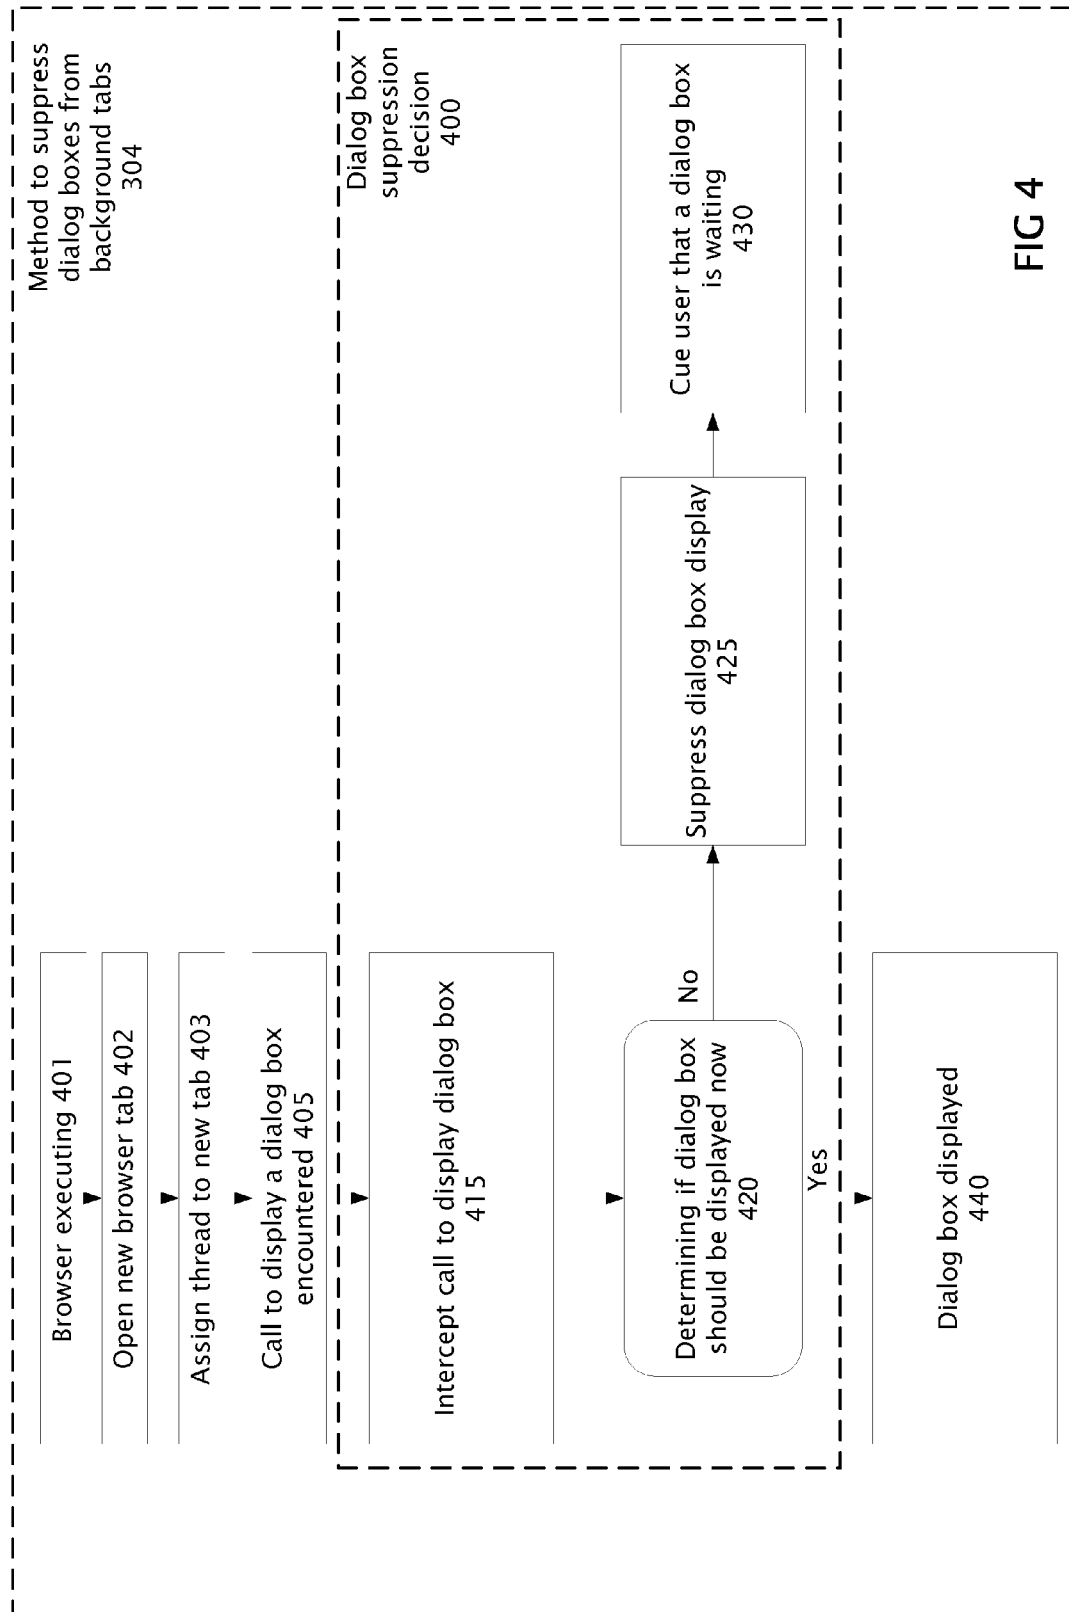 Method to suppress
dialog boxes from
background tabs
304
Browser executing 401
Open new browser tab 402
Assign thread to new tab 403
Call to display a dialog box
encountered 405
Dialog box
suppression
decision
400
Intercept call to display dialog box
415
Determining if dialog box
should be displayed now
420
No
Suppress dialog box display
425
Cue user that a dialog box
is waiting
430
Yes
Dialog box displayed
440
FIG 4